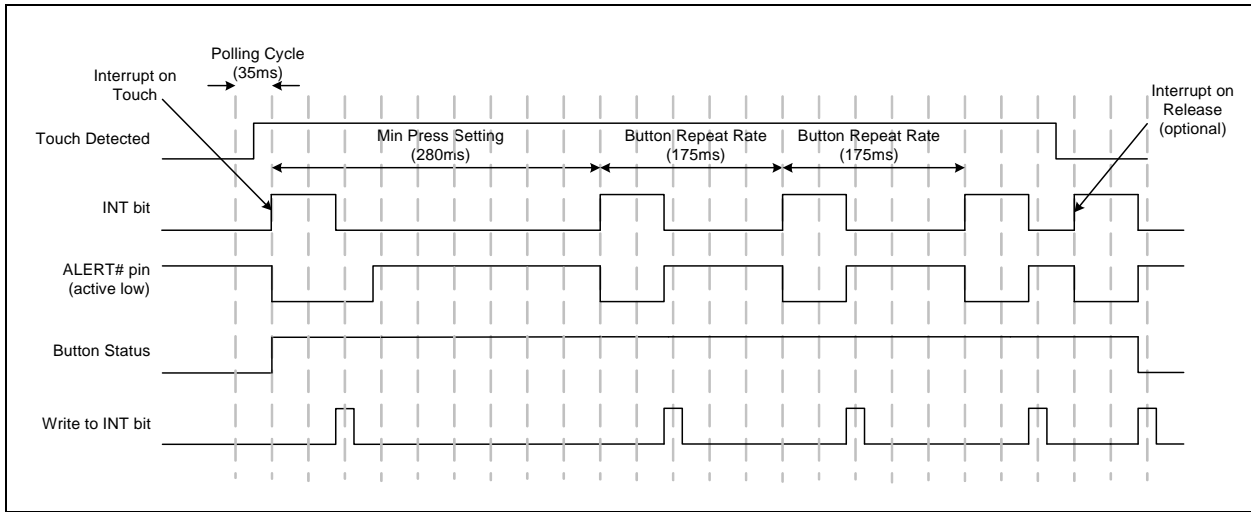 Polling Cycle
(35ms)
Interrupt on
Touch
Interrupt on
Release
(optional)
Touch Detected
Min Press Setting
(280ms)
Button Repeat Rate
(175ms)
Button Repeat Rate
(175ms)
INT bit
ALERT# pin
(active low)
Button Status
Write to INT bit